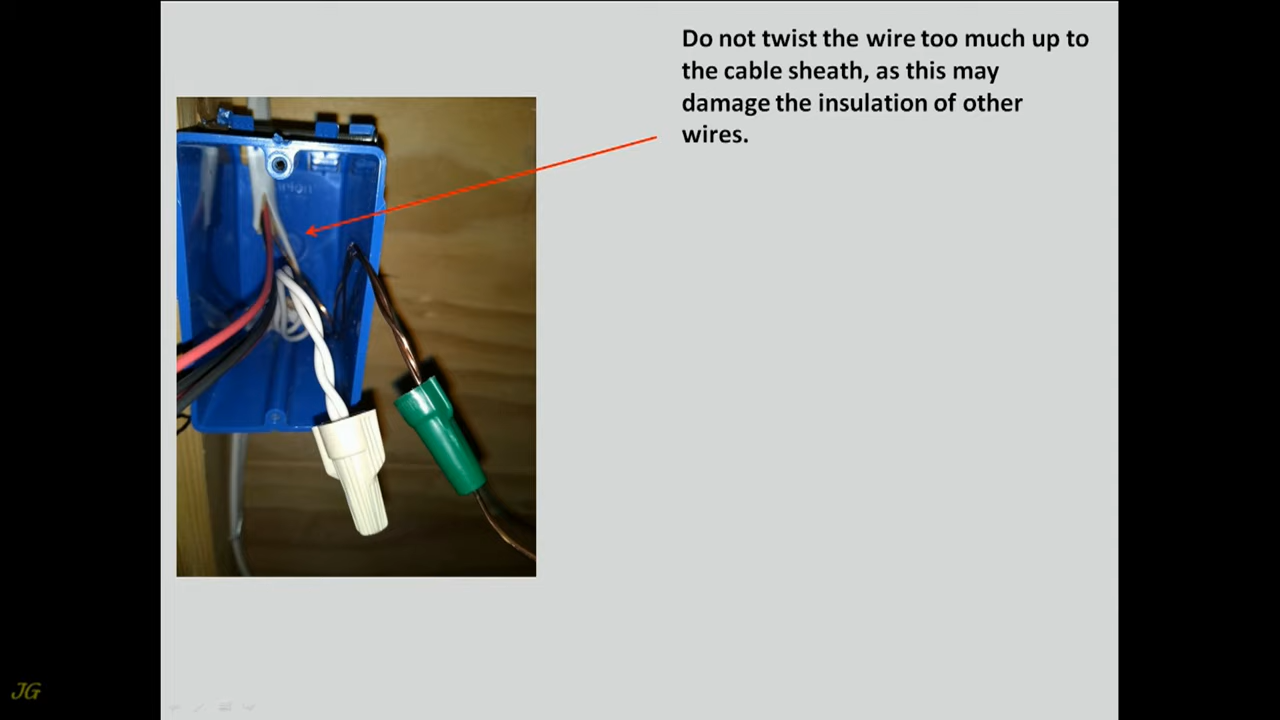 Do not twist the wire too much up to
the cable sheath, as this may
damage the insulation of other
wires.
JG